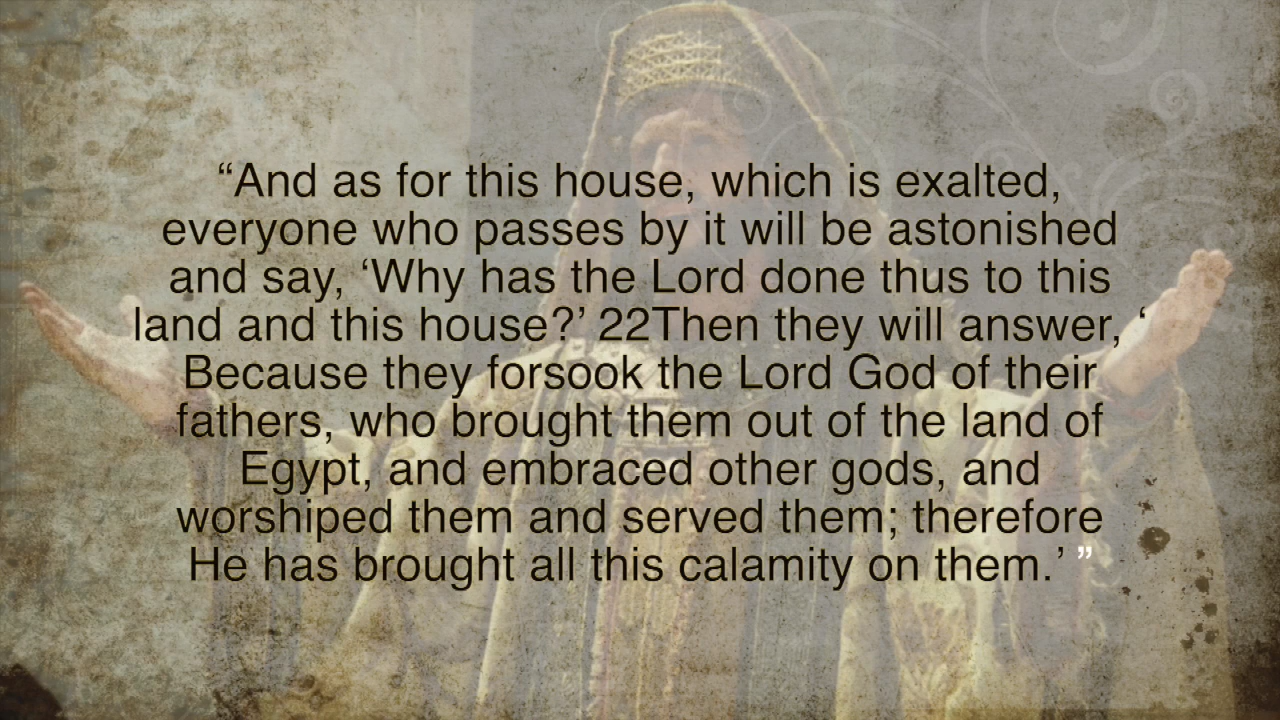 “And as for this house, which is exalted,
everyone who passes by it will be astonished
and say, ‘Why has the Lord done thus to this
land and this house?’ 22Then they will answer, ‘
Because they forsook the Lord God of their
fathers, who brought them out of the land of
Egypt, and embraced other gods, and
worshiped them and served them; therefore
He has brought all this calamity on them.’ ”